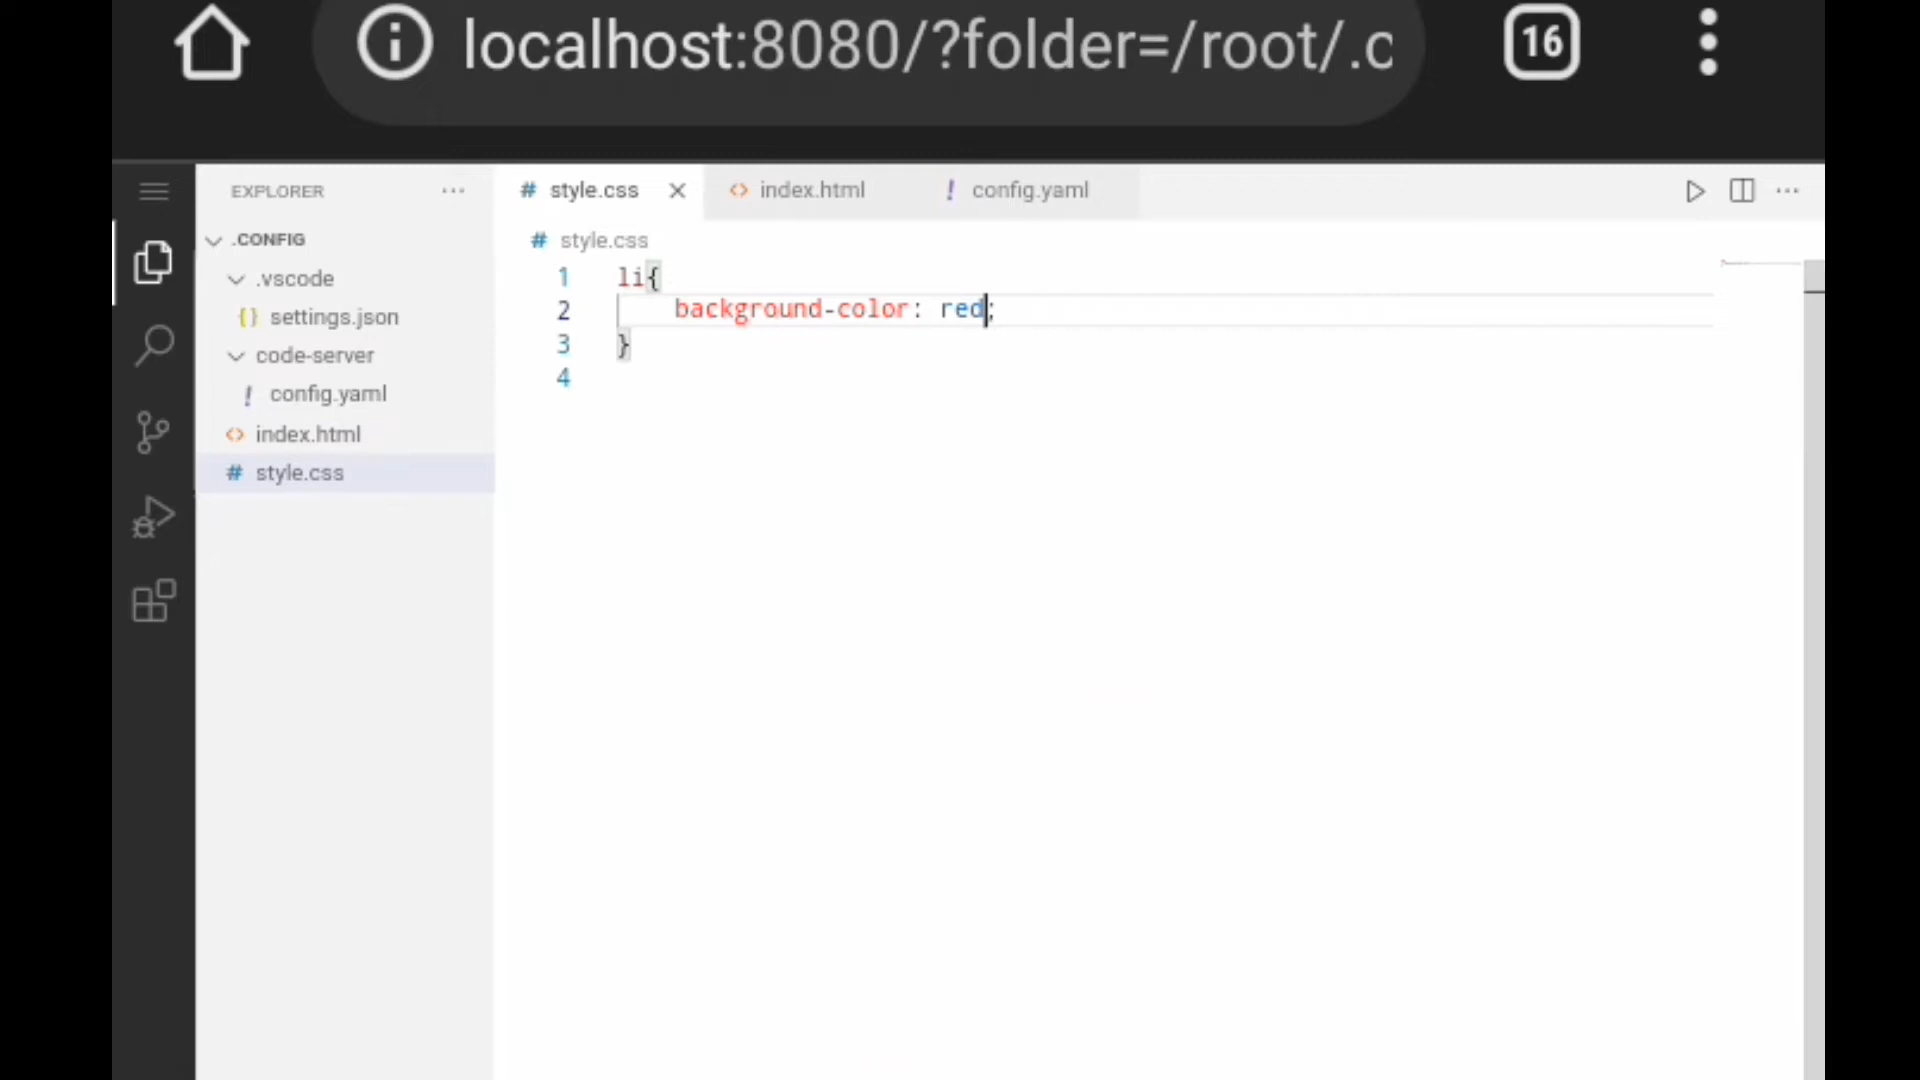 localhost:8080/?folder=/root/.c
16
EXPLORER
style.css
index.html
config.yaml
.CONFIG
.vscode
settings.json
code-server
config.yaml
index.html
style.css
style.css
1 li{
2 background-color: red;
3 }
4